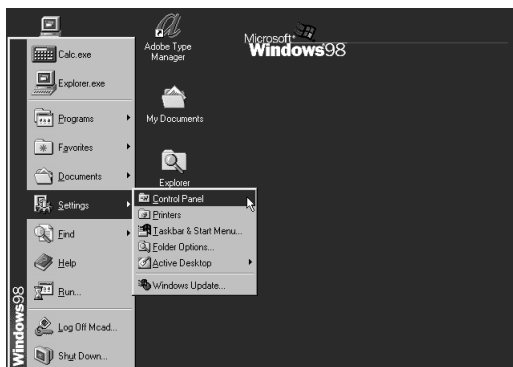 Adobe Type
Manager
Microsoft
Windows98
Calc.exe
Explorer.exe
My Documents
Programs
Favorites
Documents
Explorer
Settings
Find
Help
Run...
Log Off Mcad...
Shut Down...
Control Panel
Printers
Taskbar & Start Menu...
Folder Options...
Active Desktop
Windows Update...
Windows98